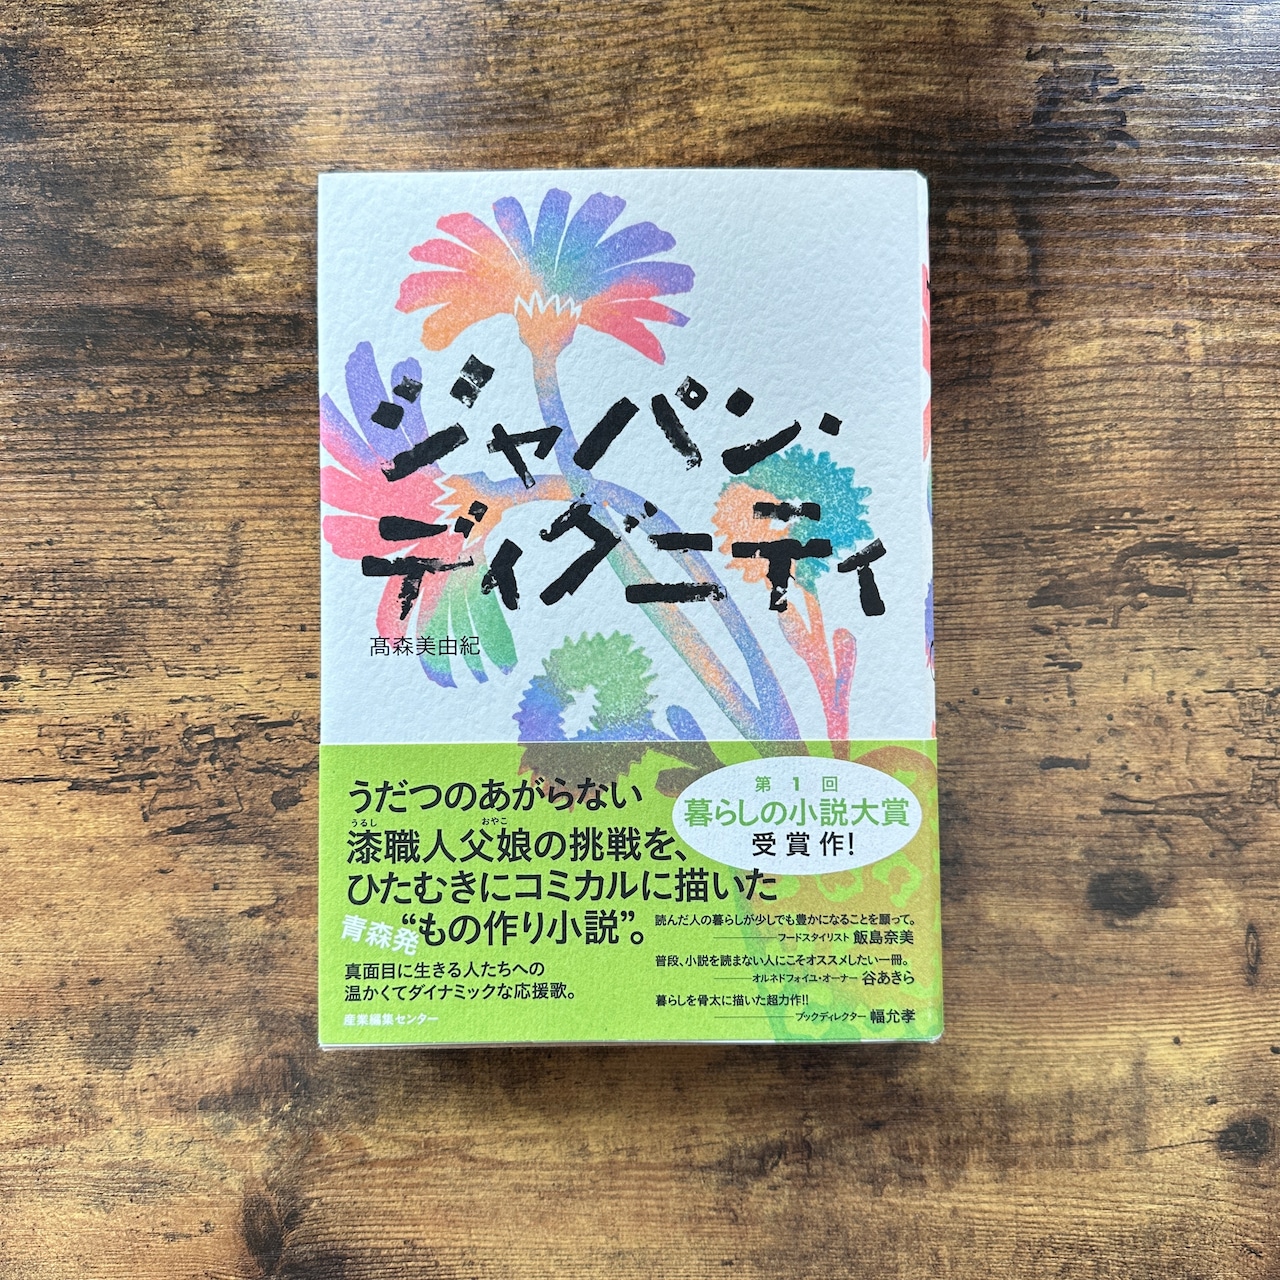 ジャパン・
ディグニティ
髙森美由紀
第1回
暮らしの小説大賞
受賞作!
うだつのあがらない
うるし おやこ
漆職人父娘の挑戦を、
ひたむきにコミカルに描いた
青森発
“もの作り小説”。
真面目に生きる人たちへの
温かくてダイナミックな応援歌。
産業編集センター
読んだ人の暮らしが少しでも豊かになることを願って。
フードスタイリスト 飯島奈美
普段、小説を読まない人にこそオススメしたい一冊。
オルネドフォイユ・オーナー 谷あきら
暮らしを骨太に描いた超力作!!
ブックディレクター 幅允孝